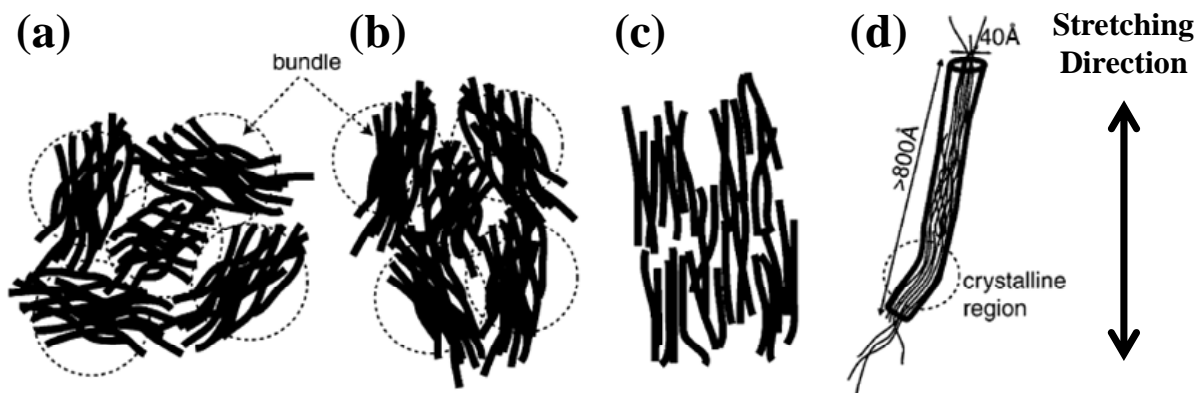 (a)
(b)
(c)
(d)
bundle
40Å
>800Å
crystalline
region
Stretching
Direction